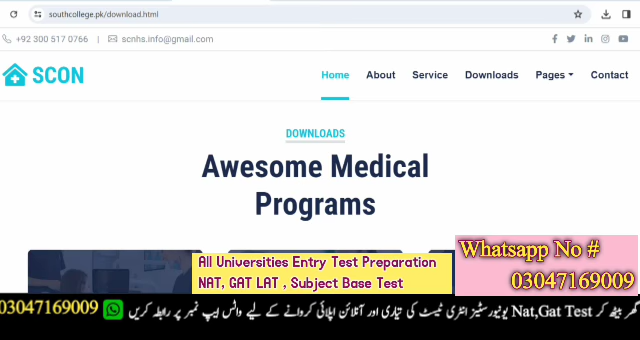 southcollege.pk/download.html
+92 300 517 0766 | scnhs.info@gmail.com
SCON
Home About Service Downloads Pages Contact
DOWNLOADS
Awesome Medical
Programs
All Universities Entry Test Preparation
NAT, GAT LAT , Subject Base Test
Whatsapp No #
03047169009
گھر بیٹھ کر Nat,Gat Test یونیورسٹیز انٹری ٹیسٹ کی تیاری اور آنلائن اپلائی کروانے کے لیے واٹس ایپ نمبر پر رابطہ کریں 03047169009